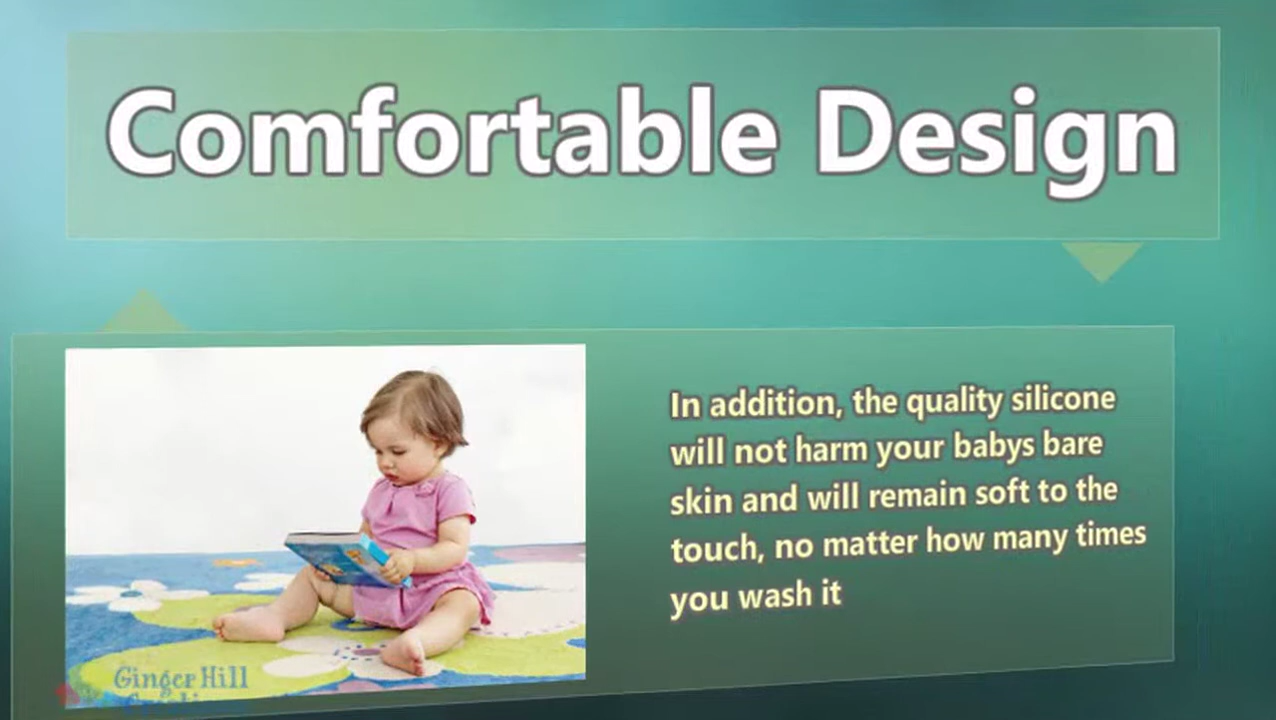 Comfortable Design
In addition, the quality silicone
will not harm your babys bare
skin and will remain soft to the
touch, no matter how many times
you wash it
Ginger Hill
Creations